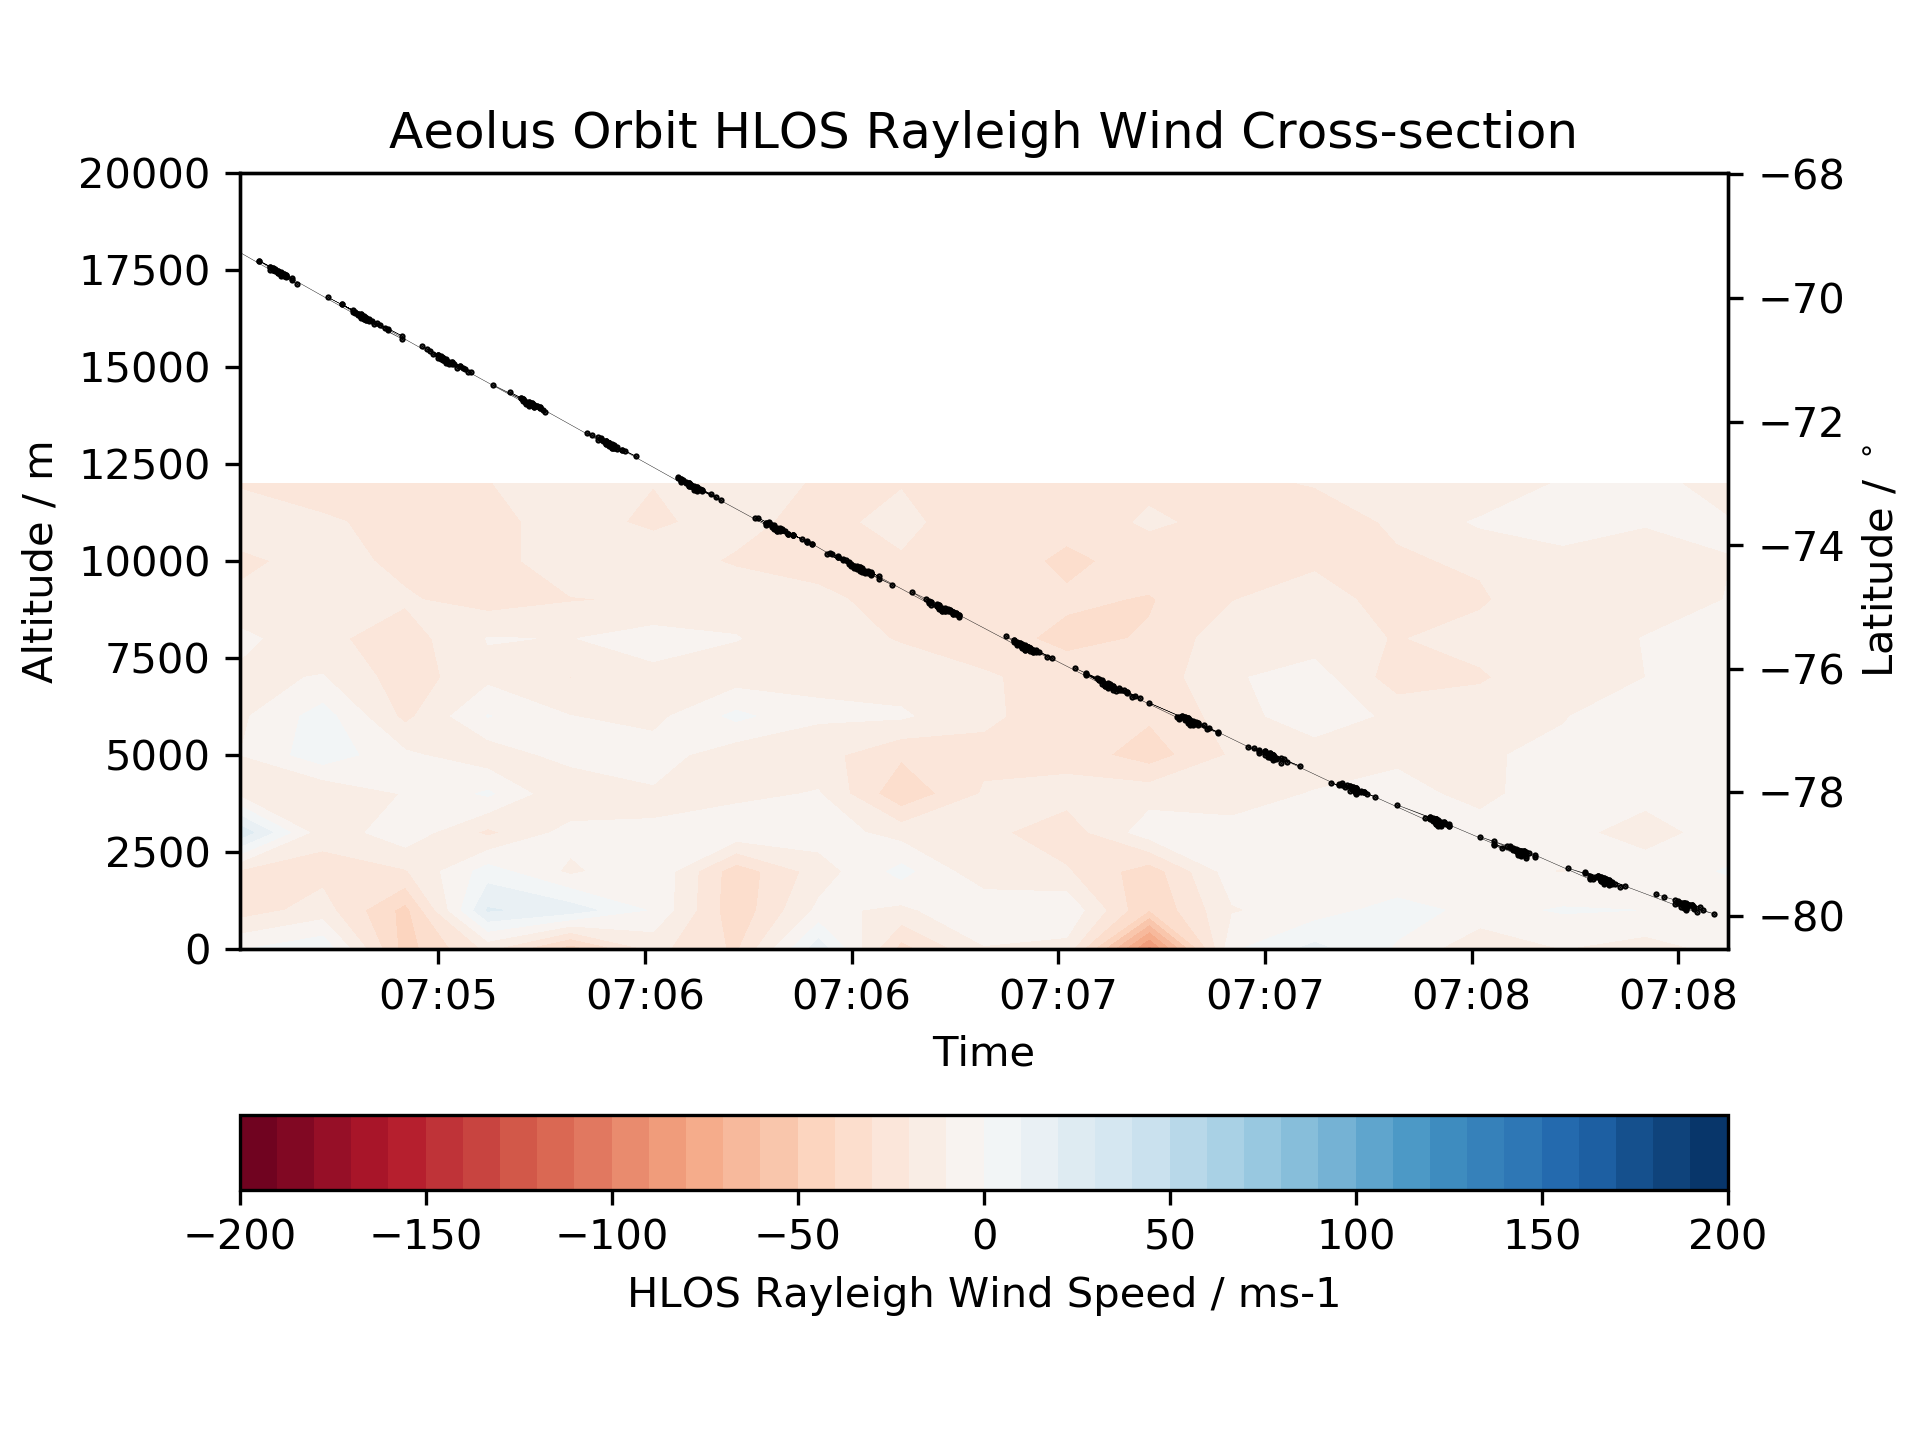 Aeolus Orbit HLOS Rayleigh Wind Cross-section
20000
17500
15000
12500
10000
7500
5000
2500
0
Altitude / m
−68
−70
−72
−74
−76
−78
−80
Latitude / °
07:05 07:06 07:06 07:07 07:07 07:08 07:08
Time
−200 −150 −100 −50 0 50 100 150 200
HLOS Rayleigh Wind Speed / ms-1